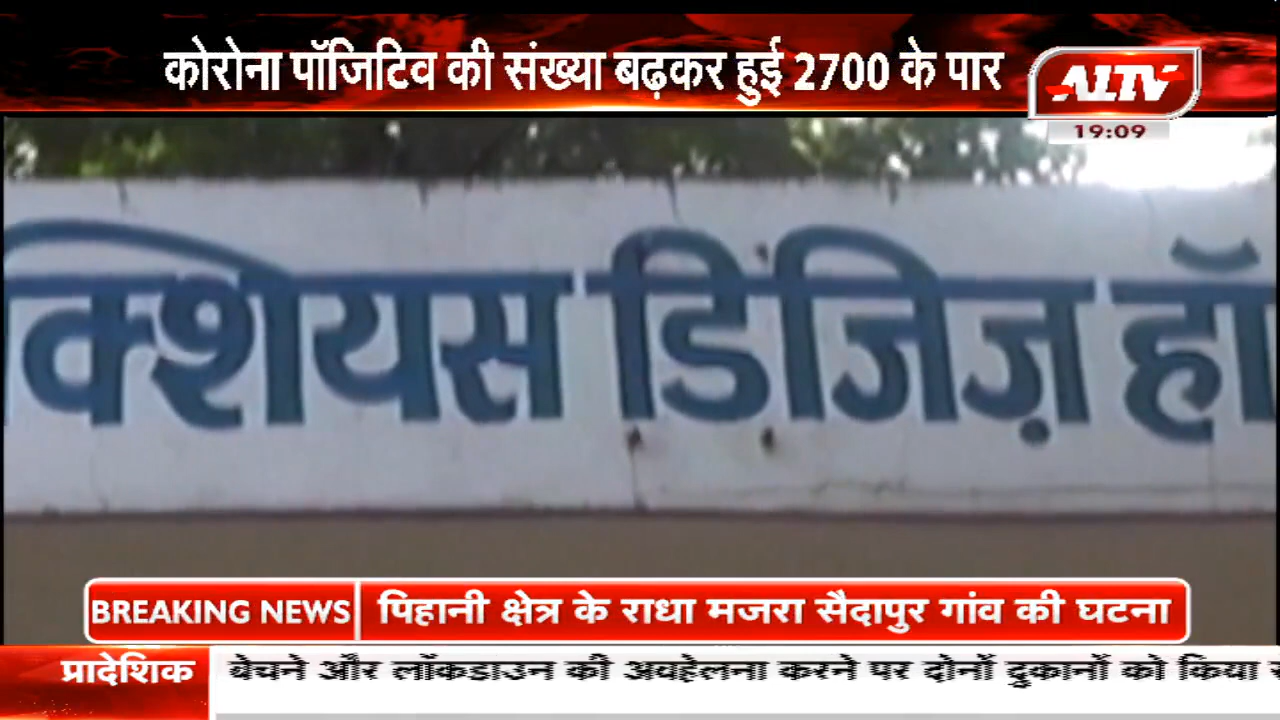 कोरोना पॉजिटिव की संख्या बढ़कर हुई 2700 के पार
ALTV
19:09
क्शियस डिजिज़ हॉ
BREAKING NEWS पिहानी क्षेत्र के राधा मजरा सैदापुर गांव की घटना
प्रादेशिक बेचने और लॉकडाउन की अवहेलना करने पर दोनों दुकानों को किया